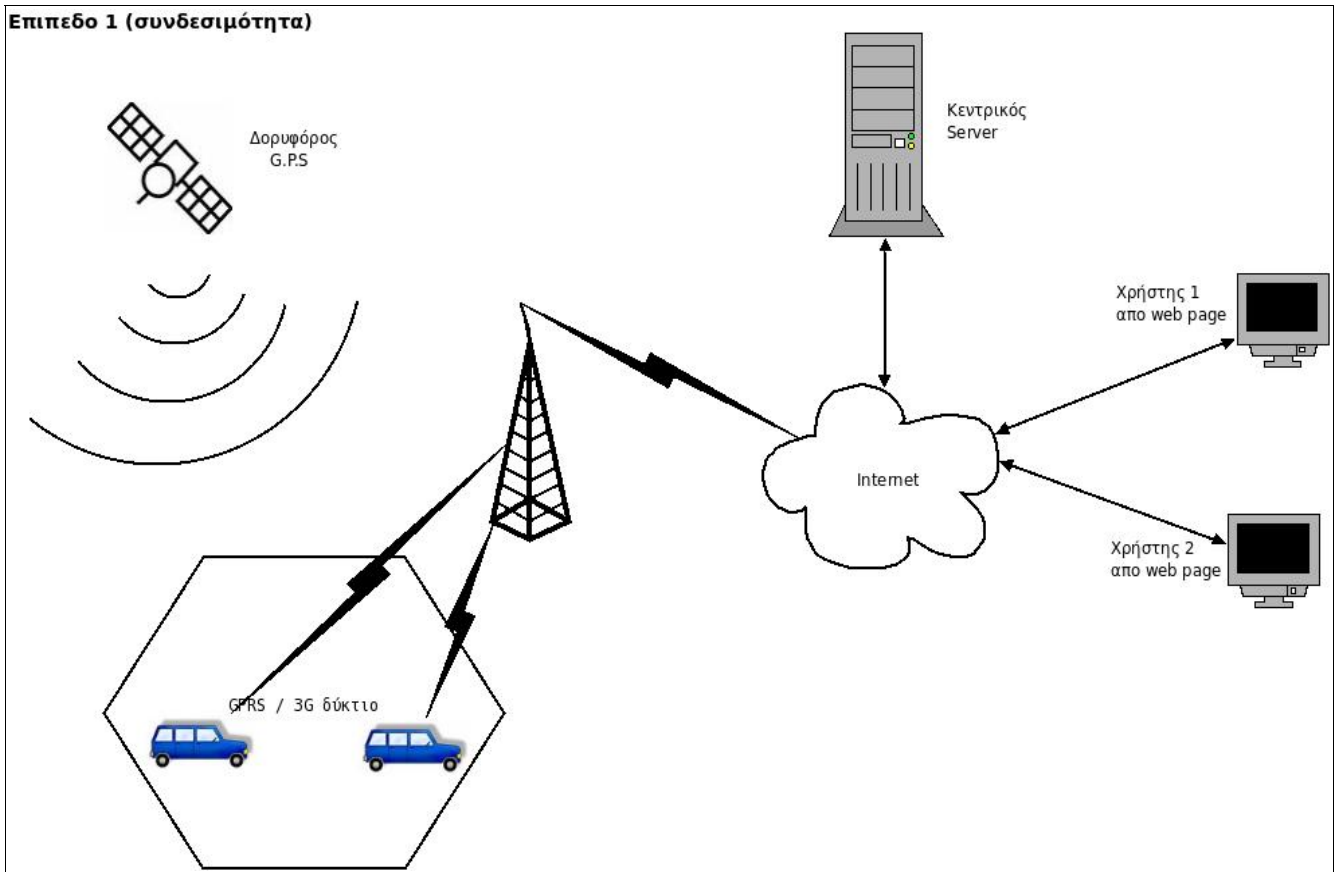 Επιπεδο 1 (συνδεσιμότητα)
Δορυφόρος
G.P.S
Κεντρικός
Server
Χρήστης 1
απο web page
Internet
Χρήστης 2
απο web page
GPRS / 3G δύκτιο